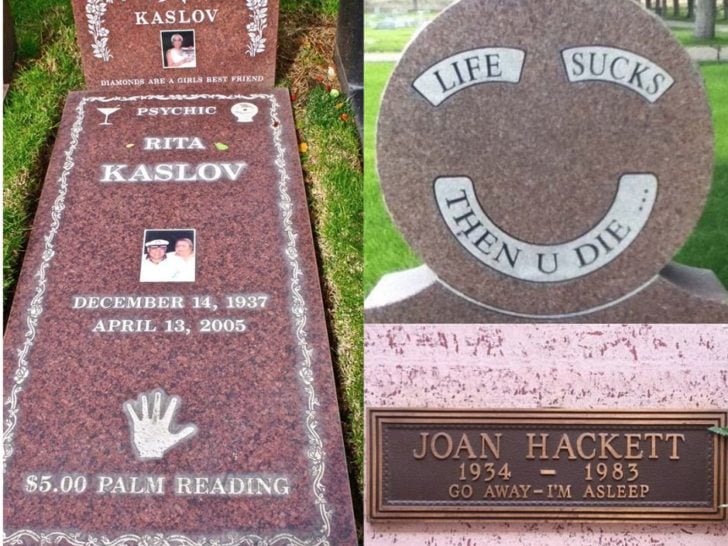 KASLOV
DIAMONDS ARE A GIRLS BEST FRIEND
PSYCHIC
RITA
KASLOV
DECEMBER 14, 1937
APRIL 13, 2005
$5.00 PALM READING
LIFE SUCKS
THEN U DIE...
JOAN HACKETT
1934 – 1983
GO AWAY–I'M ASLEEP